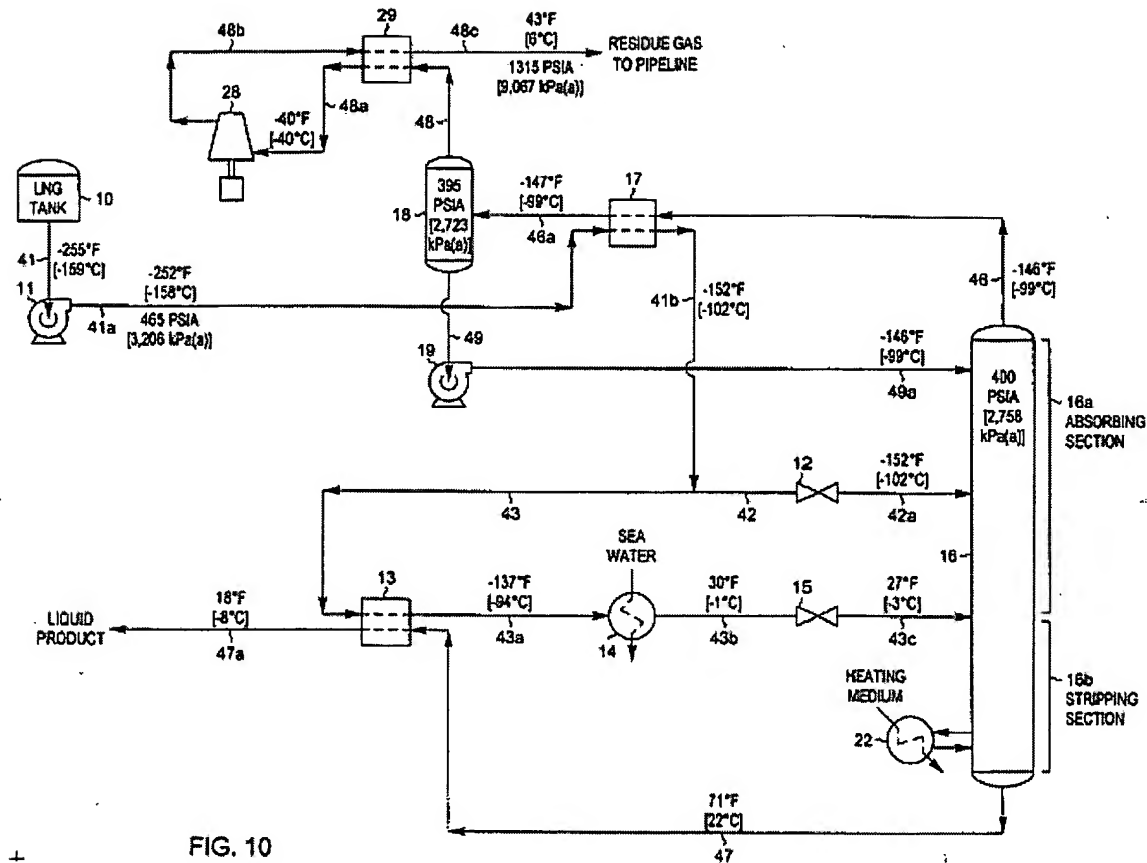 48b
29
48c
43°F
[6°C]
1315 PSIA
[9,067 kPa(a)]
RESIDUE GAS
TO PIPELINE
28
48a
-40°F
[-40°C]
48
LNG
TANK
10
395
PSIA
[2,723
kPa(a)]
18
-147°F
[-99°C]
46a
17
41
-255°F
[-159°C]
11
-252°F
[-158°C]
41a
465 PSIA
[3,206 kPa(a)]
41b
-152°F
[-102°C]
46
-146°F
[-99°C]
49
19
-146°F
[-99°C]
49a
400
PSIA
[2,758
kPa(a)]
16a
ABSORBING
SECTION
12
-152°F
[-102°C]
43
42
42a
16
SEA
WATER
13
18°F
[-8°C]
LIQUID
PRODUCT
47a
-137°F
[-94°C]
43a
14
30°F
[-1°C]
43b
15
27°F
[-3°C]
43c
HEATING
MEDIUM
22
16b
STRIPPING
SECTION
71°F
[22°C]
47
FIG. 10